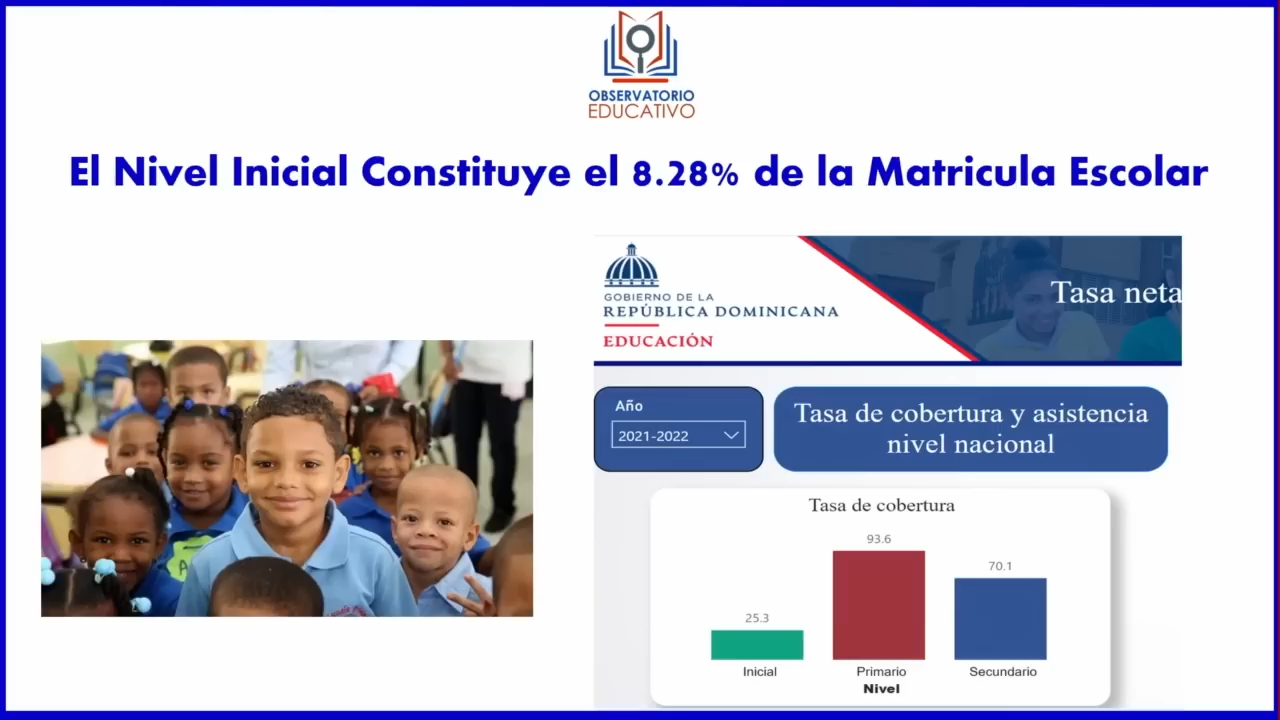 OBSERVATORIO
EDUCATIVO
El Nivel Inicial Constituye el 8.28% de la Matricula Escolar
GOBIERNO DE LA
REPÚBLICA DOMINICANA
EDUCACIÓN
Tasa neta
Año
2021-2022
Tasa de cobertura y asistencia
nivel nacional
Tasa de cobertura
93.6
70.1
25.3
Inicial
Primario
Secundario
Nivel